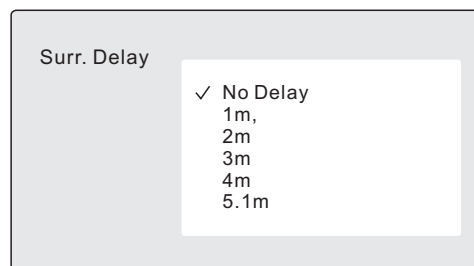 Surr. Delay
✓ No Delay
1m,
2m
3m
4m
5.1m